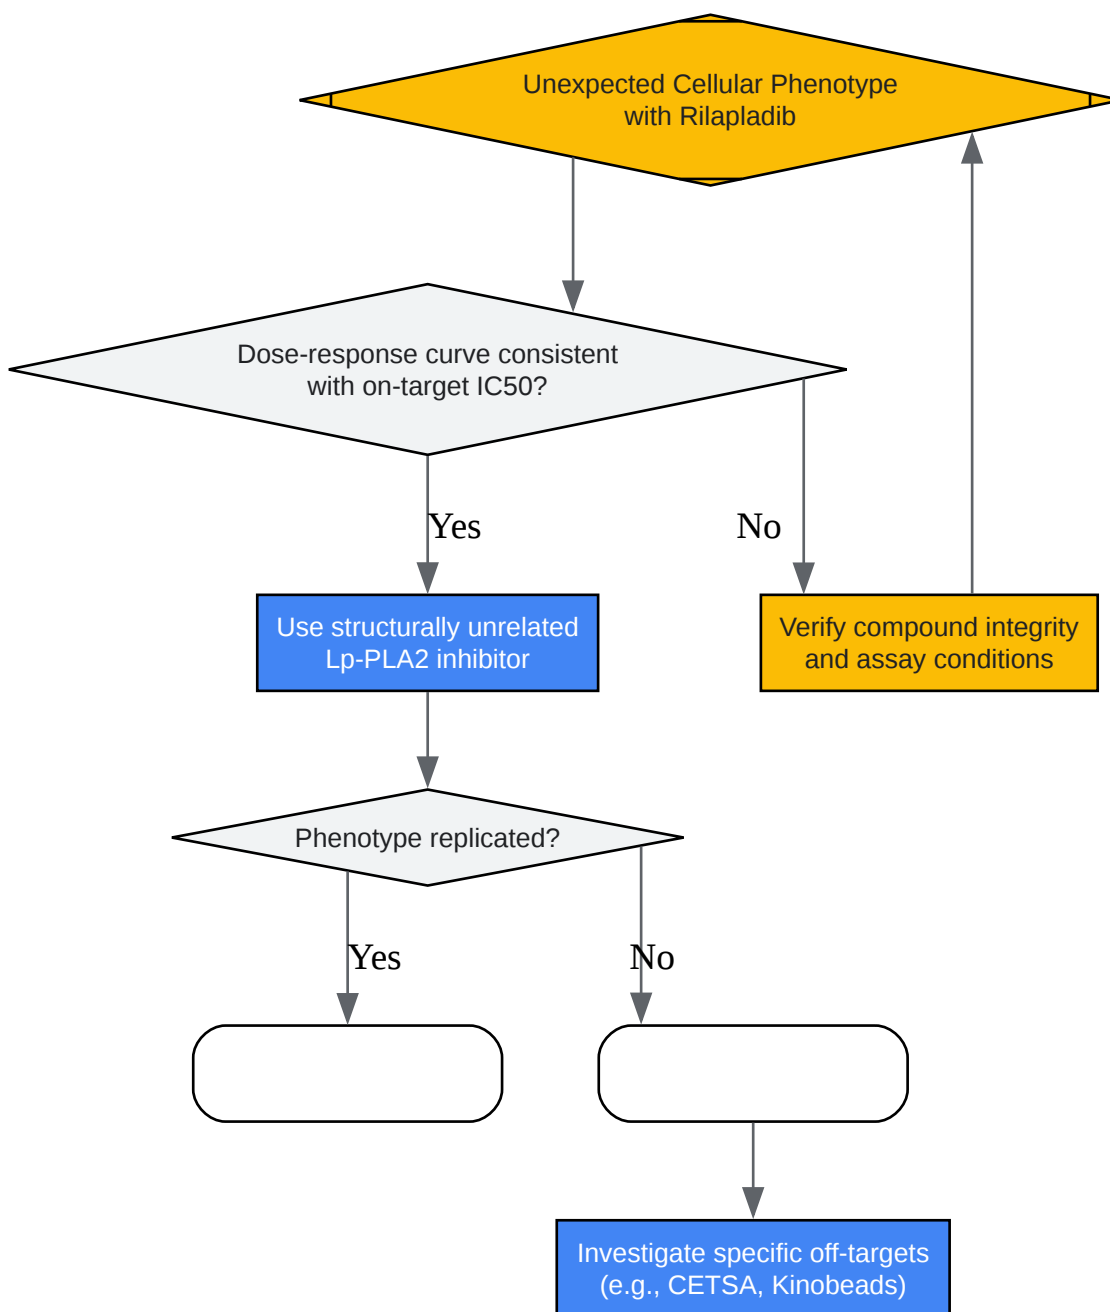 Unexpected Cellular Phenotype
with Rilapladib
Dose-response curve consistent
with on-target IC50?
Yes
No
Use structurally unrelated
Lp-PLA2 inhibitor
Verify compound integrity
and assay conditions
Phenotype replicated?
Yes
No
Investigate specific off-targets
(e.g., CETSA, Kinobeads)